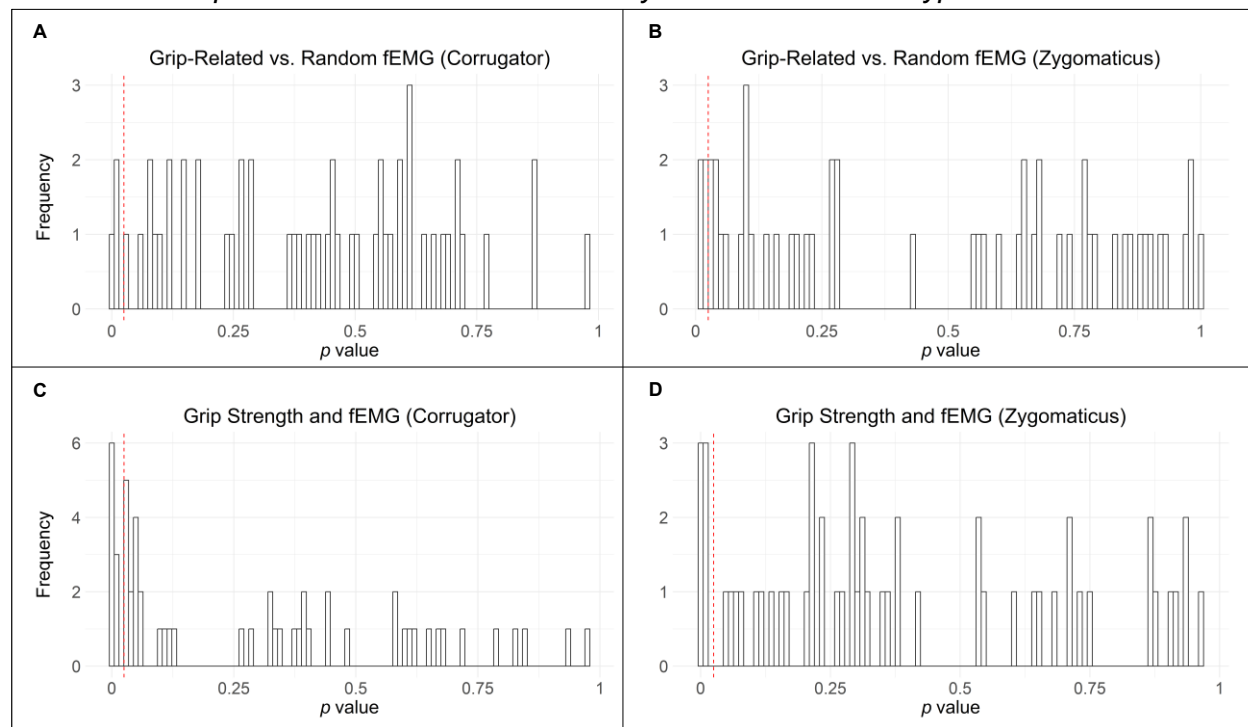 A
Grip-Related vs. Random fEMG (Corrugator)
3
2
1
0
Frequency
0 0.25 0.5 0.75 1
p value
B
Grip-Related vs. Random fEMG (Zygomaticus)
3
2
1
0
0 0.25 0.5 0.75 1
p value
C
Grip Strength and fEMG (Corrugator)
6
4
2
0
Frequency
0 0.25 0.5 0.75 1
p value
D
Grip Strength and fEMG (Zygomaticus)
3
2
1
0
0 0.25 0.5 0.75 1
p value